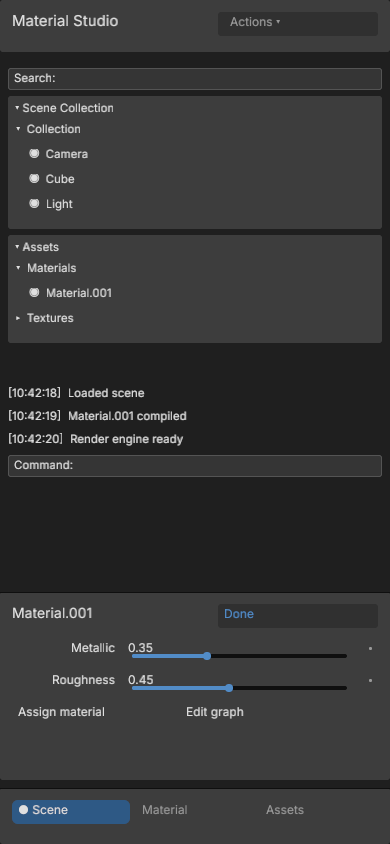 Material Studio
Actions
Search:
Scene Collection
Collection
Camera
Cube
Light
Assets
Materials
Material.001
Textures
[10:42:18] Loaded scene
[10:42:19] Material.001 compiled
[10:42:20] Render engine ready
Command:
Material.001
Done
Metallic 0.35
Roughness 0.45
Assign material Edit graph
Scene Material Assets